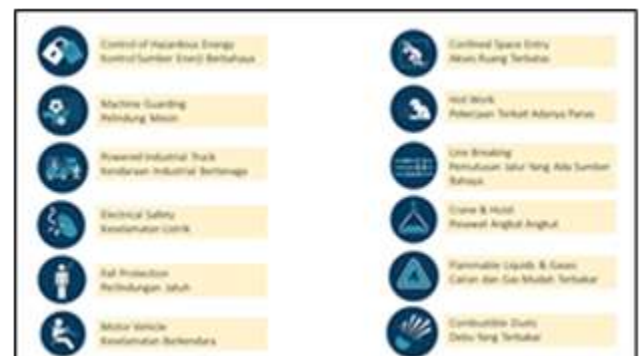 Control of Hazardous Energy
Kontrol Sumber Energi Berbahaya
Machine Guarding
Pelindung Mesin
Powered Industrial Truck
Kendaraan Industrial Bertenaga
Electrical Safety
Keselamatan Listrik
Fall Protection
Perlindungan Jatuh
Motor Vehicle
Keselamatan Berkendara
Confined Space Entry
Akses Ruang Terbatas
Hot Work
Pekerjaan Terkait Adanya Panas
Line Breaking
Pemutusan Jalur Yang Ada Sumber
Bahaya
Crane & Hoist
Pesawat Angkat Angkut
Flammable Liquids & Gases
Cairan dan Gas Mudah Terbakar
Combustible Dusts
Debu Yang Terbakar